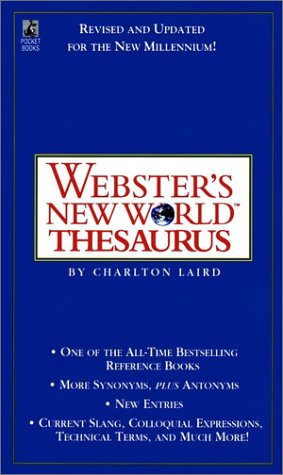 POCKET
BOOKS
REVISED AND UPDATED
FOR THE NEW MILLENNIUM!
WEBSTER'S
NEW WORLD™
THESAURUS
BY CHARLTON LAIRD
• ONE OF THE ALL-TIME BESTSELLING
REFERENCE BOOKS
• MORE SYNONYMS, PLUS ANTONYMS
• NEW ENTRIES
• CURRENT SLANG, COLLOQUIAL EXPRESSIONS,
TECHNICAL TERMS, AND MUCH MORE!